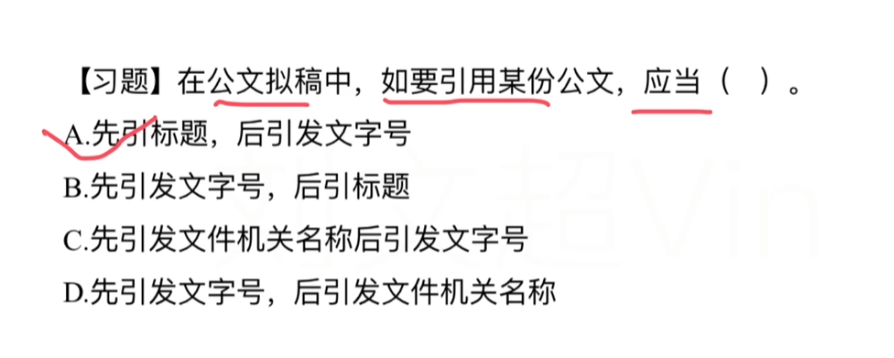 【习题】在公文拟稿中，如要引用某份公文，应当（ ）。
A.先引标题，后引发文字号
B.先引发文字号，后引标题
C.先引发文件机关名称后引发文字号
D.先引发文字号，后引发文件机关名称
刘文超Vin